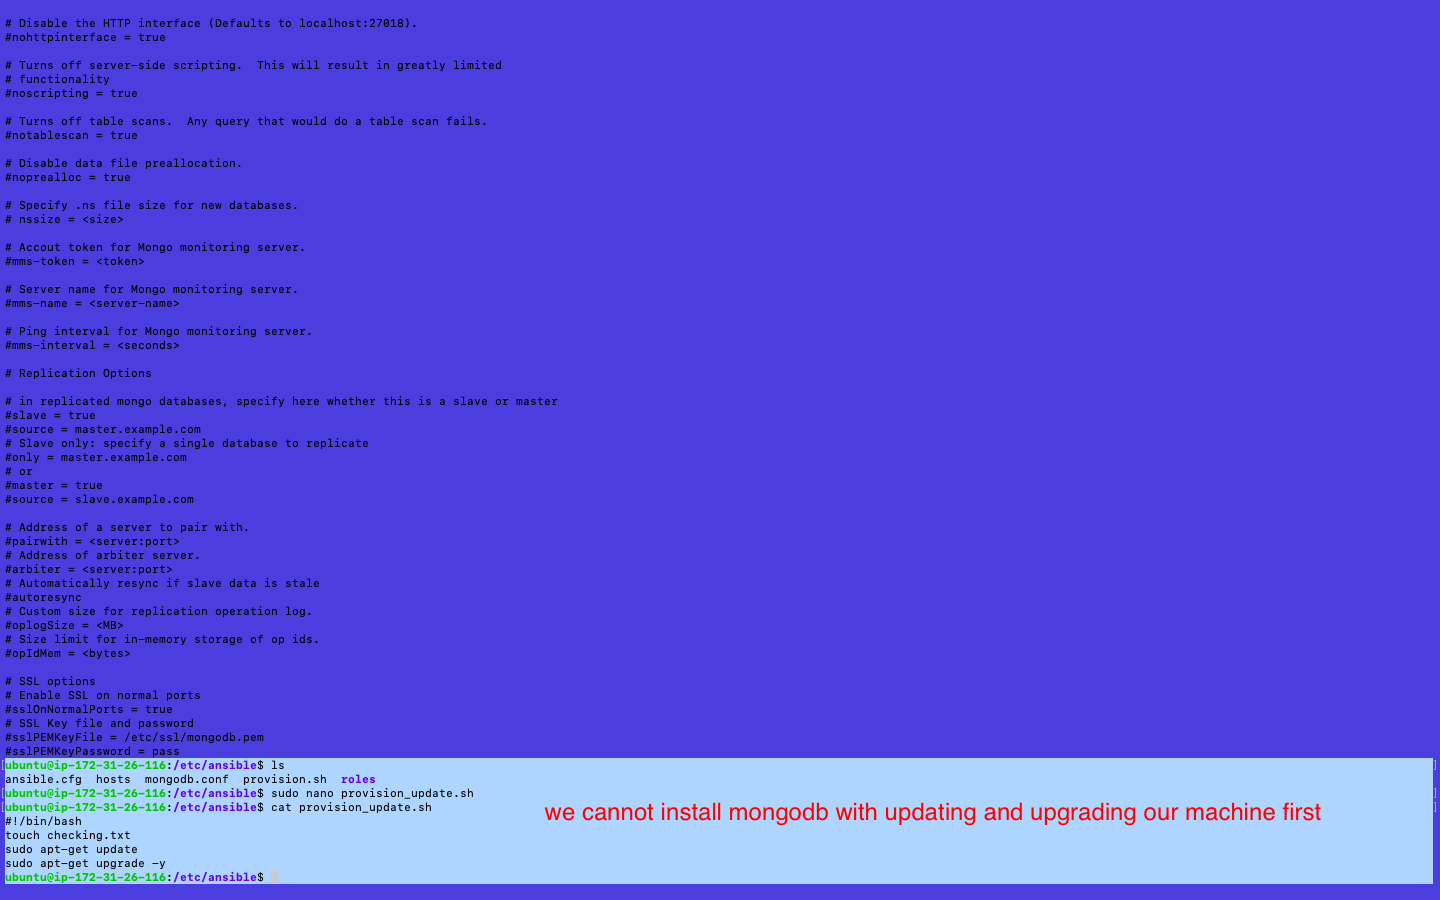 # Disable the HTTP interface (Defaults to localhost:27018).
#nohttpinterface = true
# Turns off server-side scripting.  This will result in greatly limited
# functionality
#noscripting = true
# Turns off table scans.  Any query that would do a table scan fails.
#notablescan = true
# Disable data file preallocation.
#noprealloc = true
# Specify .ns file size for new databases.
# nssize = <size>
# Accout token for Mongo monitoring server.
#mms-token = <token>
# Server name for Mongo monitoring server.
#mms-name = <server-name>
# Ping interval for Mongo monitoring server.
#mms-interval = <seconds>
# Replication Options
# in replicated mongo databases, specify here whether this is a slave or master
#slave = true
#source = master.example.com
# Slave only: specify a single database to replicate
#only = master.example.com
# or
#master = true
#source = slave.example.com
# Address of a server to pair with.
#pairwith = <server:port>
# Address of arbiter server.
#arbiter = <server:port>
# Automatically resync if slave data is stale
#autoresync
# Custom size for replication operation log.
#oplogSize = <MB>
# Size limit for in-memory storage of op ids.
#opIdMem = <bytes>
# SSL options
# Enable SSL on normal ports
#sslOnNormalPorts = true
# SSL Key file and password
#sslPEMKeyFile = /etc/ssl/mongodb.pem
#sslPEMKeyPassword = pass
[ubuntu@ip-172-31-26-116:/etc/ansible$ ls ]
ansible.cfg  hosts  mongodb.conf  provision.sh  roles
[ubuntu@ip-172-31-26-116:/etc/ansible$ sudo nano provision_update.sh ]
[ubuntu@ip-172-31-26-116:/etc/ansible$ cat provision_update.sh ]
we cannot install mongodb with updating and upgrading our machine first
#!/bin/bash
touch checking.txt
sudo apt-get update
sudo apt-get upgrade -y
ubuntu@ip-172-31-26-116:/etc/ansible$